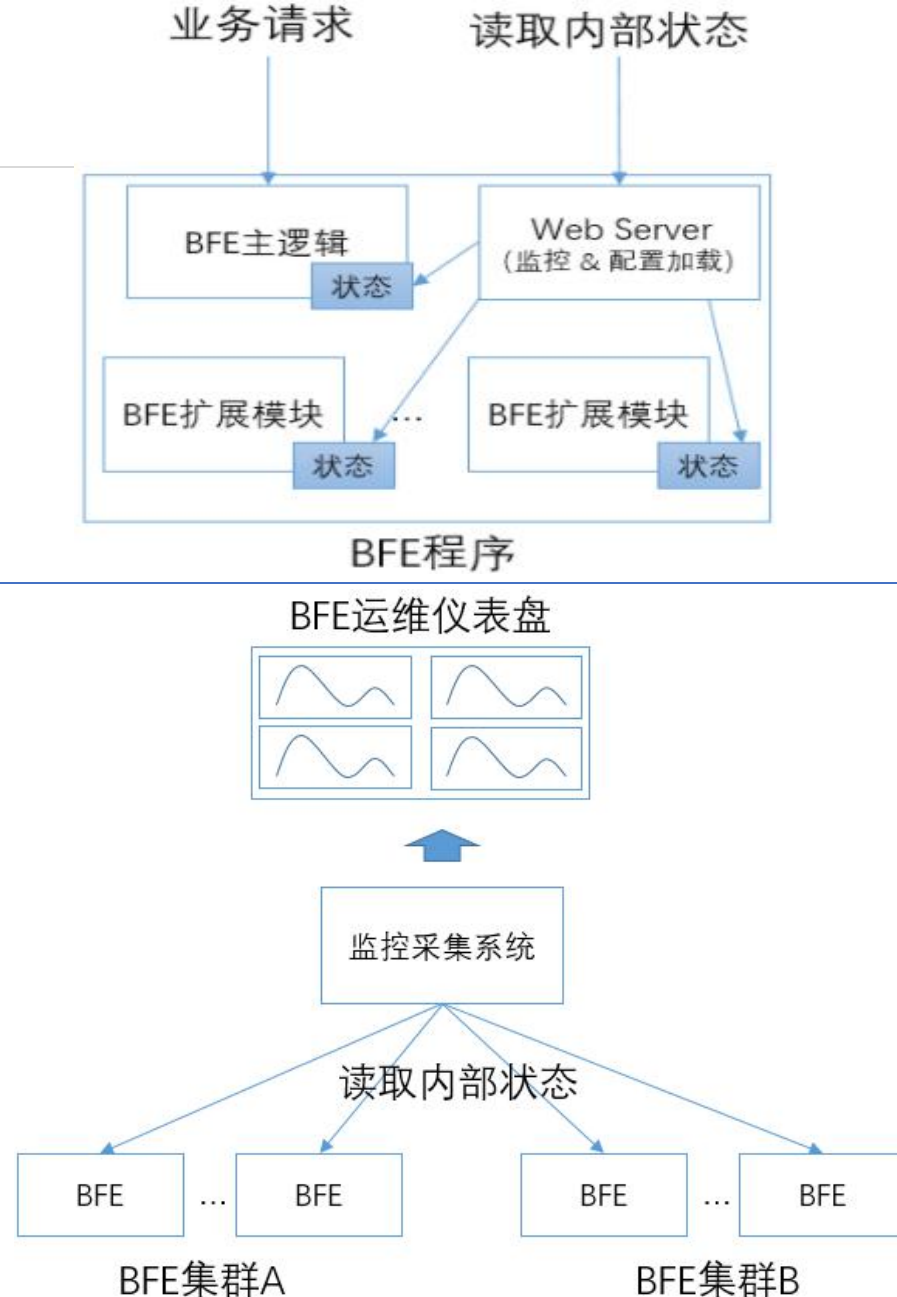 业务请求 读取内部状态
BFE主逻辑
状态
Web Server
(监控 & 配置加载)
BFE扩展模块
状态
...
BFE扩展模块
状态
BFE程序
BFE运维仪表盘
监控采集系统
读取内部状态
BFE ... BFE BFE ... BFE
BFE集群A BFE集群B